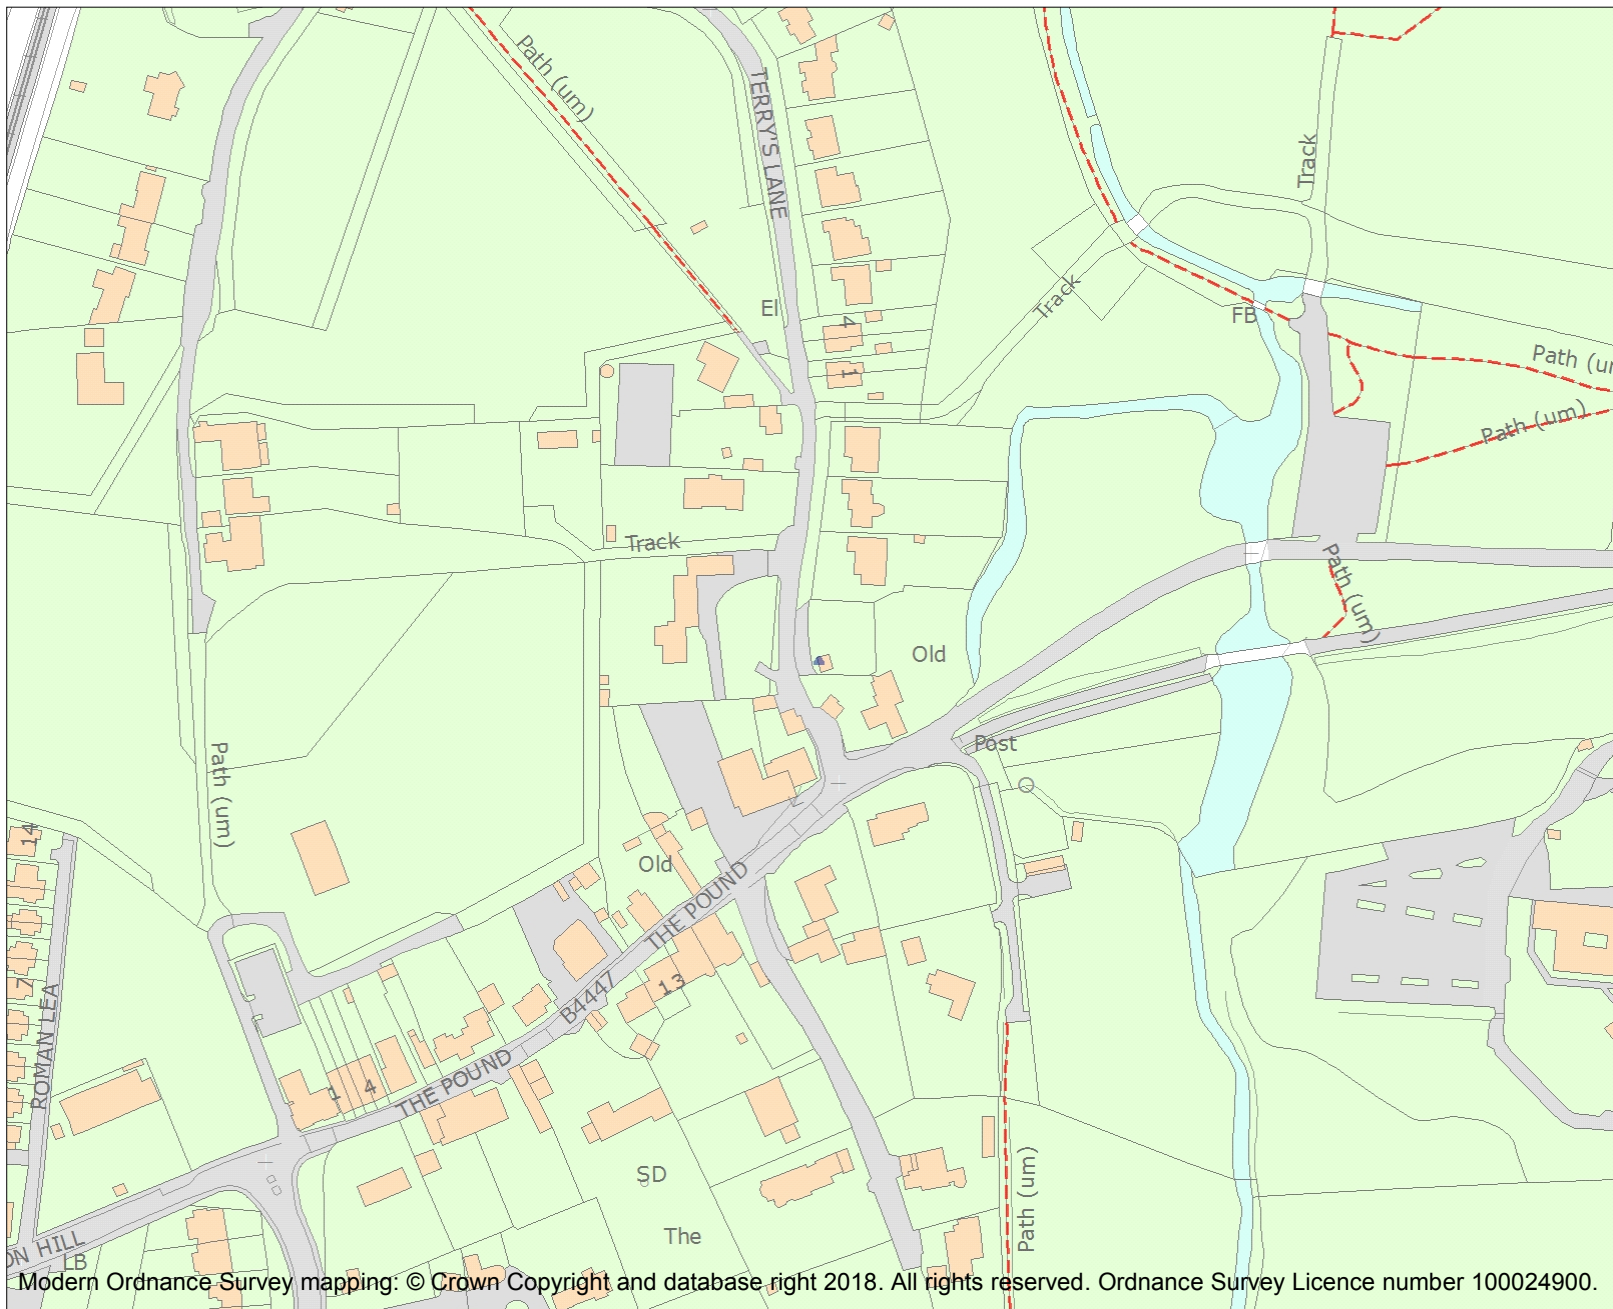 Path (um)
TERRY'S LANE
Track
El
4
1
Track
FB
Path (u
Path (um)
Track
Path (um)
Old
Post
Path (um)
14
Old
THE POUND
7
13
B4447
ROMAN LEA
1
4
THE POUND
SD
Path (um)
The
ON HILL
LB
Modern Ordnance Survey mapping: © Crown Copyright and database right 2018. All rights reserved. Ordnance Survey Licence number 100024900.